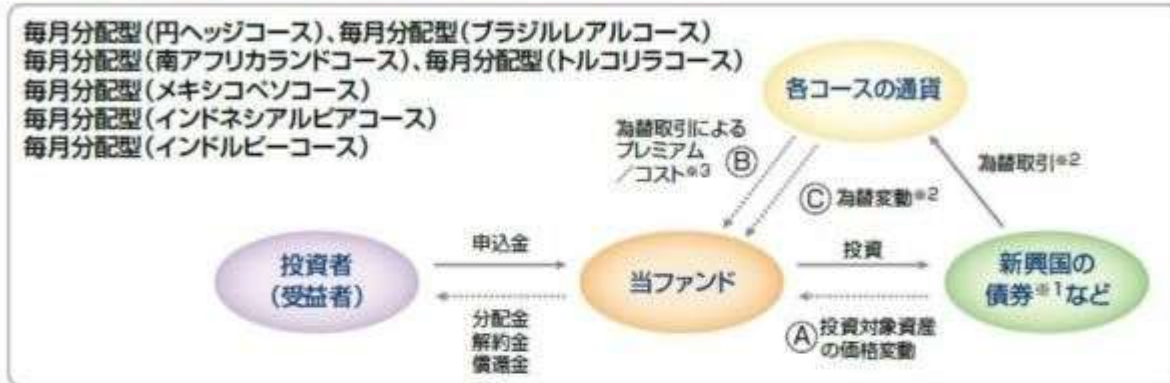 毎月分配型(円ヘッジコース)、毎月分配型(ブラジルレアルコース)
毎月分配型(南アフリカランドコース)、毎月分配型(トルコリラコース)
毎月分配型(メキシコペソコース)
毎月分配型(インドネシアルピアコース)
毎月分配型(インドルピーコース)
各コースの通貨
為替取引による
プレミアム
/コスト※3
Ⓑ
Ⓒ 為替変動※2
為替取引※2
投資者
(受益者)
申込金
分配金
解約金
償還金
当ファンド
投資
Ⓐ 投資対象資産
の価格変動
新興国の
債券※1など